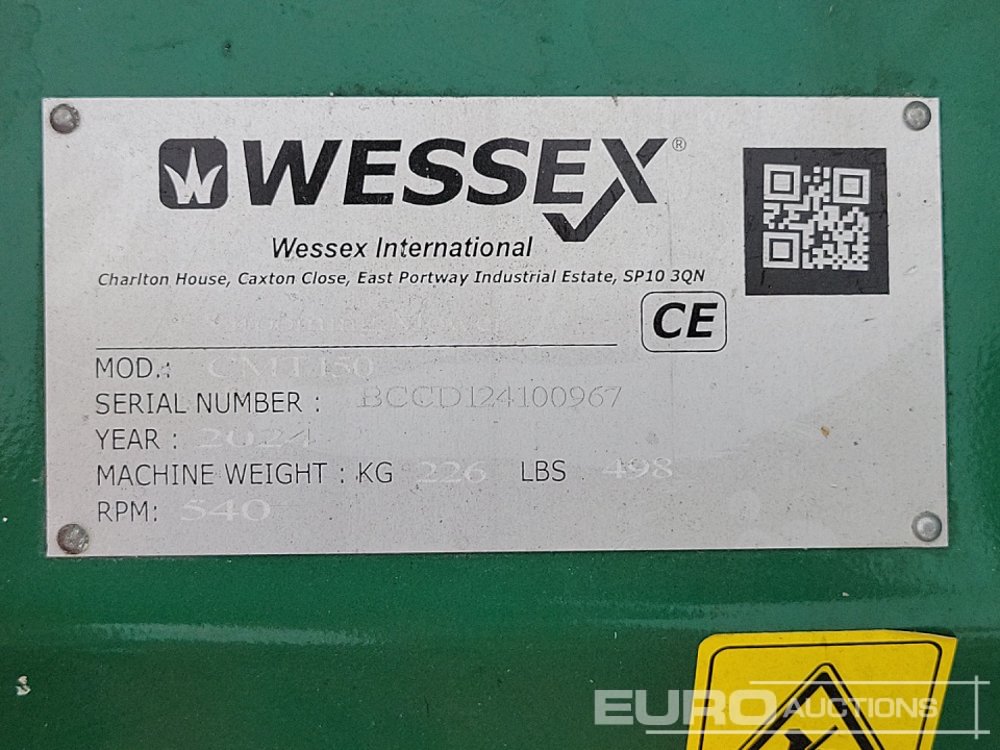 WESSEX®
Wessex International
Charlton House, Caxton Close, East Portway Industrial Estate, SP10 3QN
CE
MOD.: CMT150
SERIAL NUMBER : BCCD124100967
YEAR : 2024
MACHINE WEIGHT : KG 226 LBS 498
RPM: 540
EURO AUCTIONS